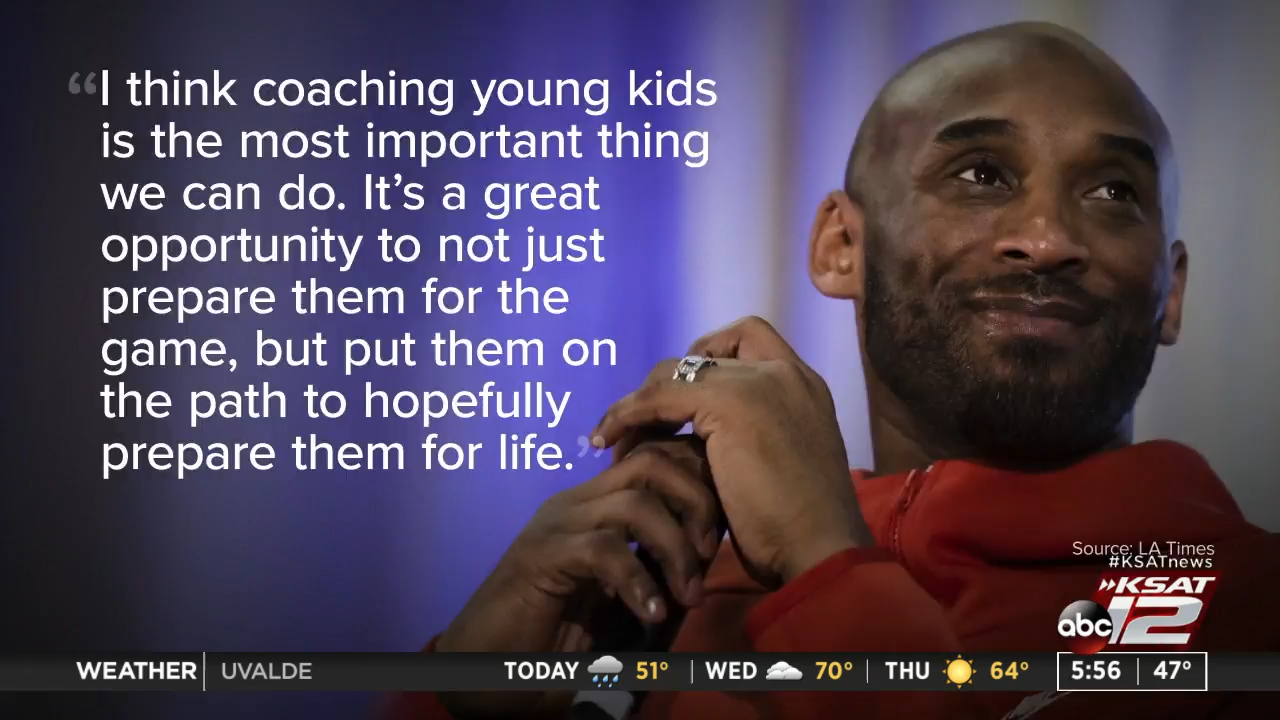 “I think coaching young kids
is the most important thing
we can do. It’s a great
opportunity to not just
prepare them for the
game, but put them on
the path to hopefully
prepare them for life.”
Source: LA Times
#KSATnews
KSAT
abc 12
WEATHER UVALDE TODAY 51° WED 70° THU 64° 5:56 47°